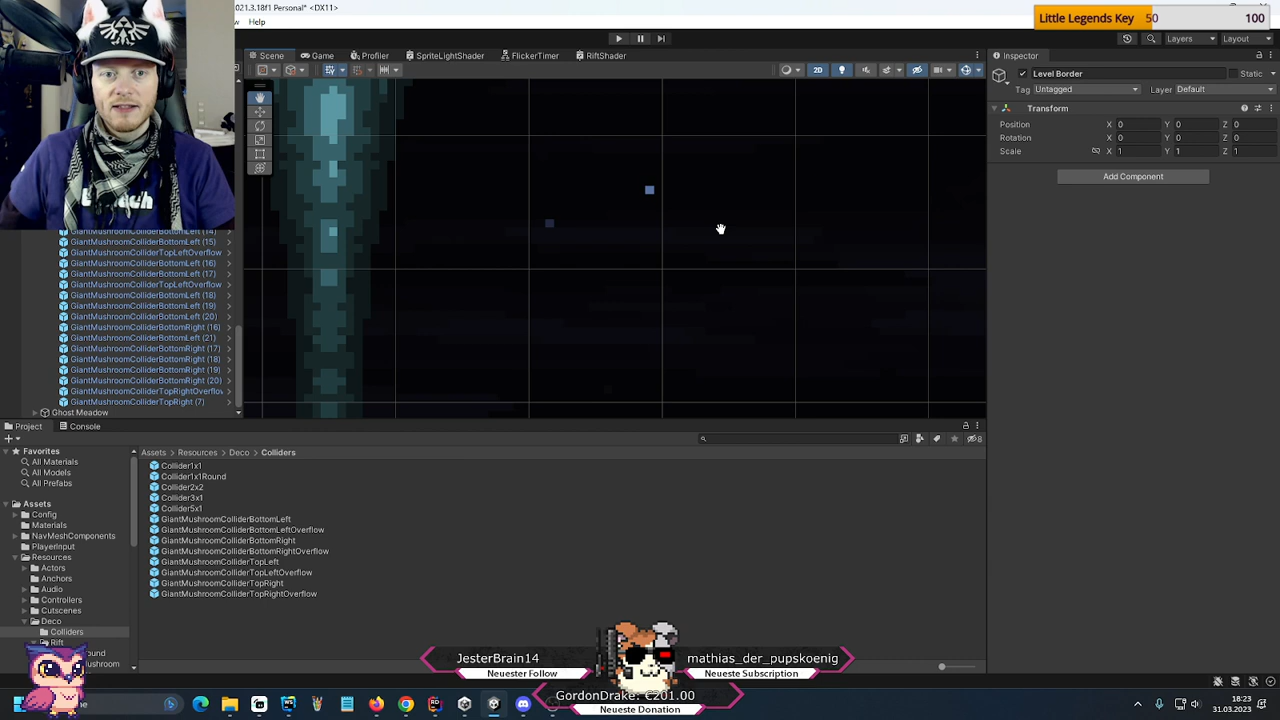 021.3.18f1 Personal* <DX11>
Little Legends Key 50 100
Help
Layers
Layout
Scene
Game
Profiler
SpriteLightShader
FlickerTimer
RiftShader
2D
Inspector
Level Border
Static
Tag Untagged
Layer Default
Transform
Position X 0 Y 0 Z 0
Rotation X 0 Y 0 Z 0
Scale X 1 Y 1 Z 1
Add Component
GiantMushroomColliderBottomLeft (14)
GiantMushroomColliderBottomLeft (15)
GiantMushroomColliderTopLeftOverflow
GiantMushroomColliderBottomLeft (16)
GiantMushroomColliderBottomLeft (17)
GiantMushroomColliderTopLeftOverflow
GiantMushroomColliderBottomLeft (18)
GiantMushroomColliderBottomLeft (19)
GiantMushroomColliderBottomLeft (20)
GiantMushroomColliderBottomRight (16)
GiantMushroomColliderBottomLeft (21)
GiantMushroomColliderBottomRight (17)
GiantMushroomColliderBottomRight (18)
GiantMushroomColliderBottomRight (19)
GiantMushroomColliderBottomRight (20)
GiantMushroomColliderTopRightOverflow
GiantMushroomColliderTopRight (7)
Ghost Meadow
Project
Console
8
Favorites
All Materials
All Models
All Prefabs
Assets
Config
Materials
NavMeshComponents
PlayerInput
Resources
Actors
Anchors
Audio
Controllers
Cutscenes
Deco
Colliders
Rift
Assets > Resources > Deco > Colliders
Collider1x1
Collider1x1Round
Collider2x2
Collider3x1
Collider5x1
GiantMushroomColliderBottomLeft
GiantMushroomColliderBottomLeftOverflow
GiantMushroomColliderBottomRight
GiantMushroomColliderBottomRightOverflow
GiantMushroomColliderTopLeft
GiantMushroomColliderTopLeftOverflow
GiantMushroomColliderTopRight
GiantMushroomColliderTopRightOverflow
JesterBrain14
Neuester Follow
mathias_der_pupskoenig
Neueste Subscription
GordonDrake: €201.00
Neueste Donation
18:23
31.08.23